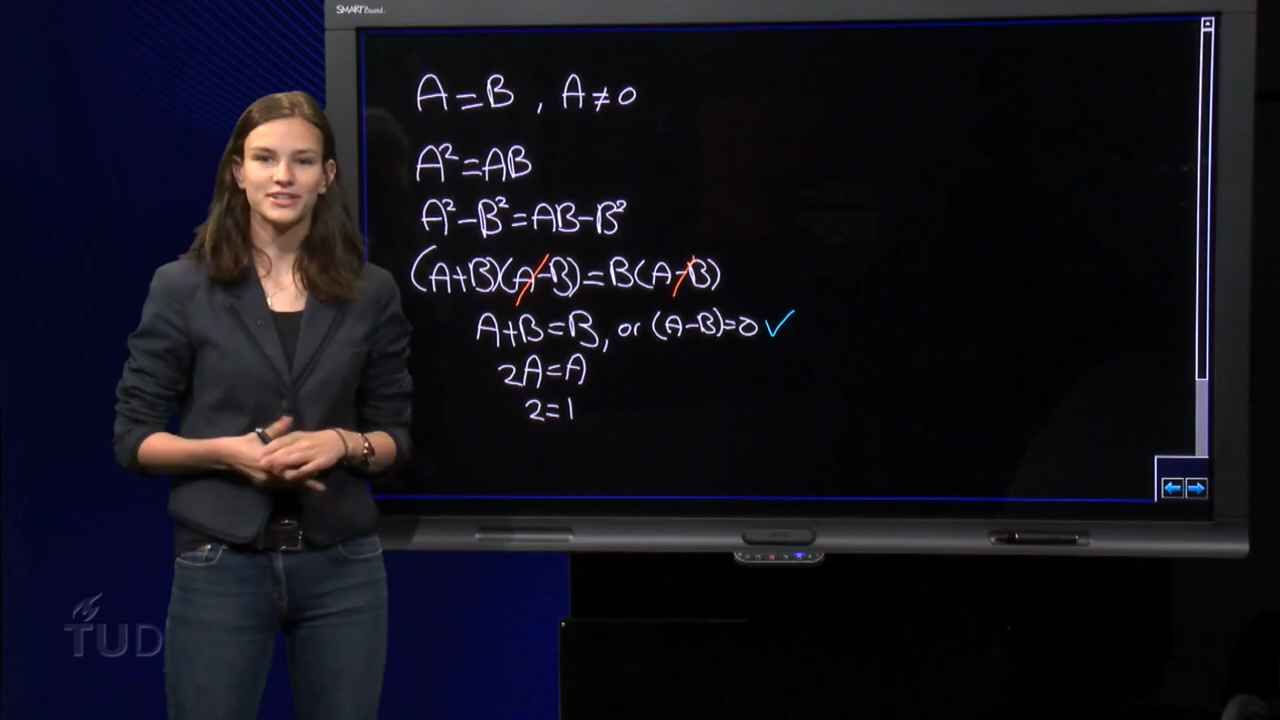 SMART Board
A=B , A≠0
A²=AB
A²-B²=AB-B²
(A+B)(A-B)=B(A-B)
A+B=B, or (A-B)=0 ✓
2A=A
2=1
TUD